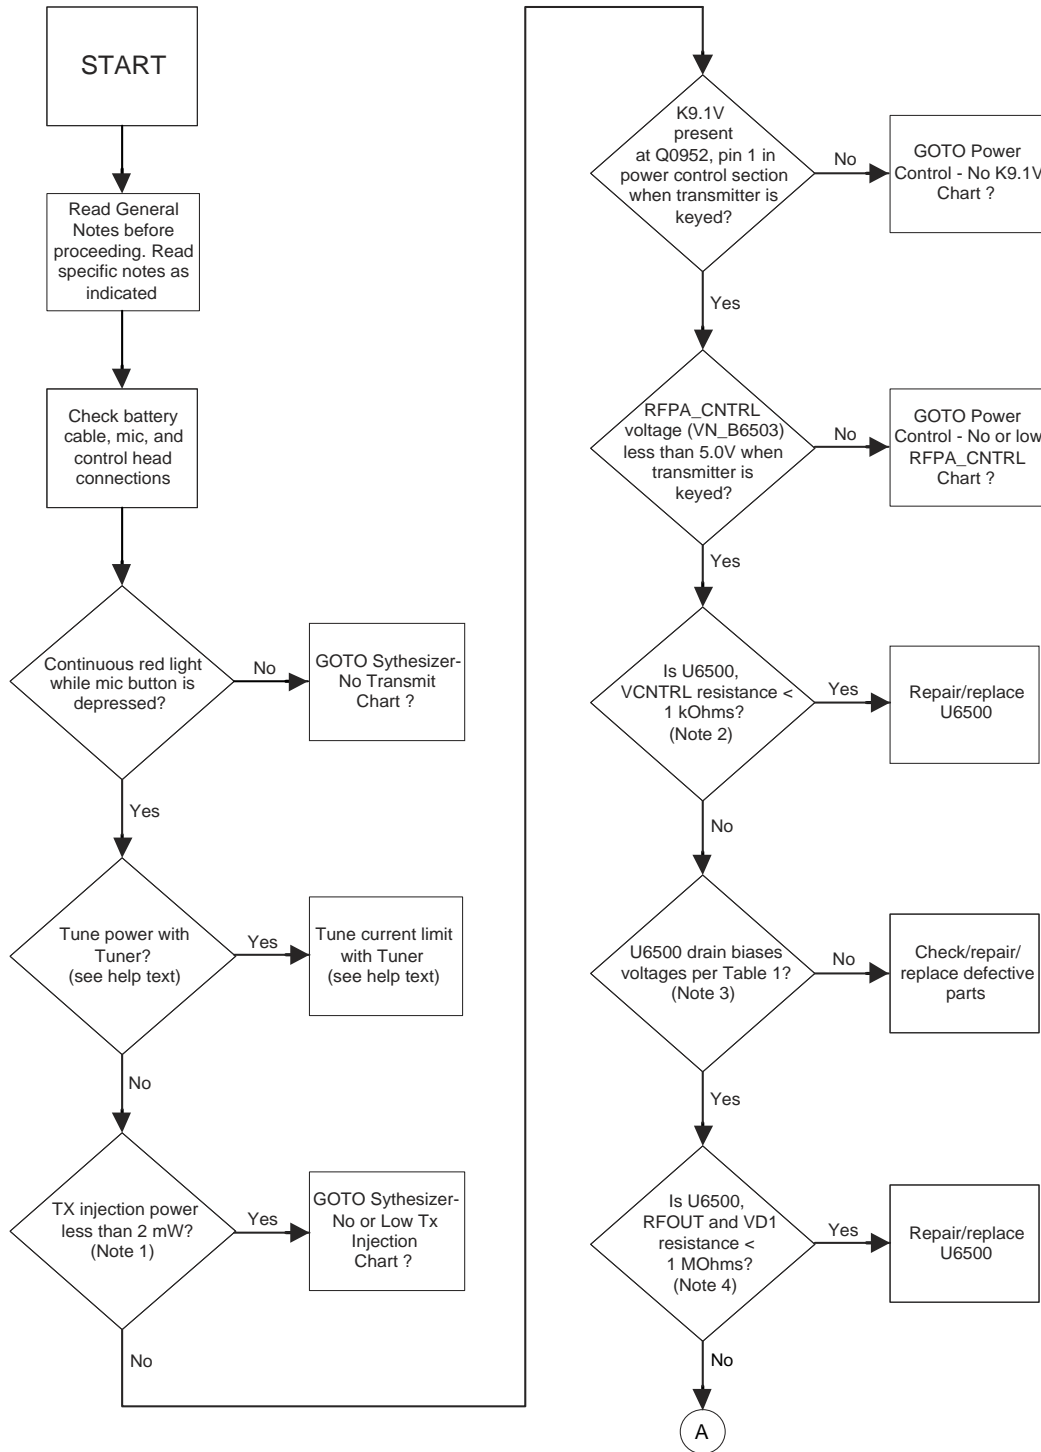 START
Read General
Notes before
proceeding. Read
specific notes as
indicated
Check battery
cable, mic, and
control head
connections
Continuous red light
while mic button is
depressed?
No
GOTO Sythesizer-
No Transmit
Chart ?
Yes
Tune power with
Tuner?
(see help text)
Yes
Tune current limit
with Tuner
(see help text)
No
TX injection power
less than 2 mW?
(Note 1)
Yes
GOTO Sythesizer-
No or Low Tx
Injection
Chart ?
No
K9.1V
present
at Q0952, pin 1 in
power control section
when transmitter is
keyed?
No
GOTO Power
Control - No K9.1V
Chart ?
Yes
RFPA_CNTRL
voltage (VN_B6503)
less than 5.0V when
transmitter is
keyed?
No
GOTO Power
Control - No or low
RFPA_CNTRL
Chart ?
Yes
Is U6500,
VCNTRL resistance <
1 kOhms?
(Note 2)
Yes
Repair/replace
U6500
No
U6500 drain biases
voltages per Table 1?
(Note 3)
No
Check/repair/
replace defective
parts
Yes
Is U6500,
RFOUT and VD1
resistance <
1 MOhms?
(Note 4)
Yes
Repair/replace
U6500
No
A